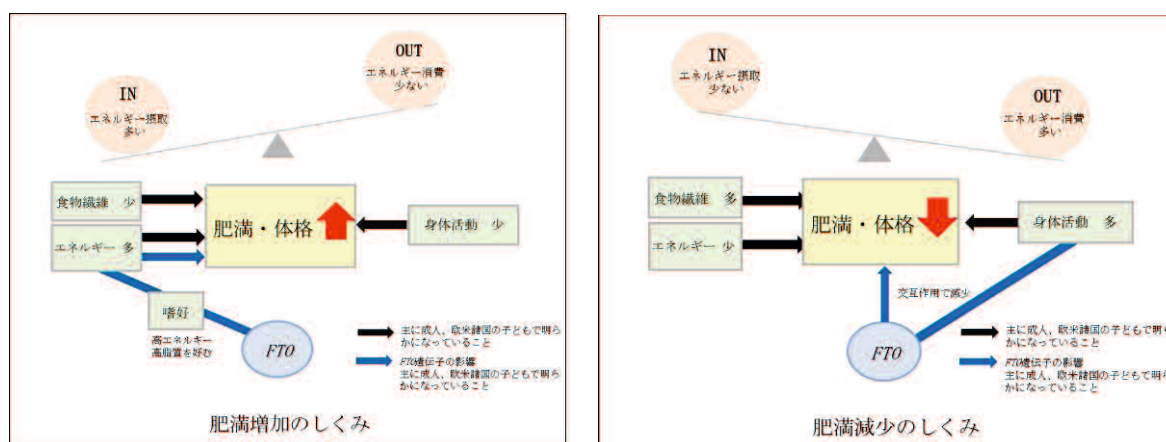 OUT
エネルギー消費
少ない
IN
エネルギー摂取
多い
食物繊維 少
エネルギー 多
肥満・体格
身体活動 少
嗜好
高エネルギー
高脂質を好む
FTO
主に成人、欧米諸国の子どもで明ら
かになっていること
FTO遺伝子の影響
主に成人、欧米諸国の子どもで明ら
かになっていること
肥満増加のしくみ
IN
エネルギー摂取
少ない
OUT
エネルギー消費
多い
食物繊維 多
エネルギー 少
肥満・体格
身体活動 多
交互作用で減少
FTO
主に成人、欧米諸国の子どもで明ら
かになっていること
FTO遺伝子の影響
主に成人、欧米諸国の子どもで明ら
かになっていること
肥満減少のしくみ